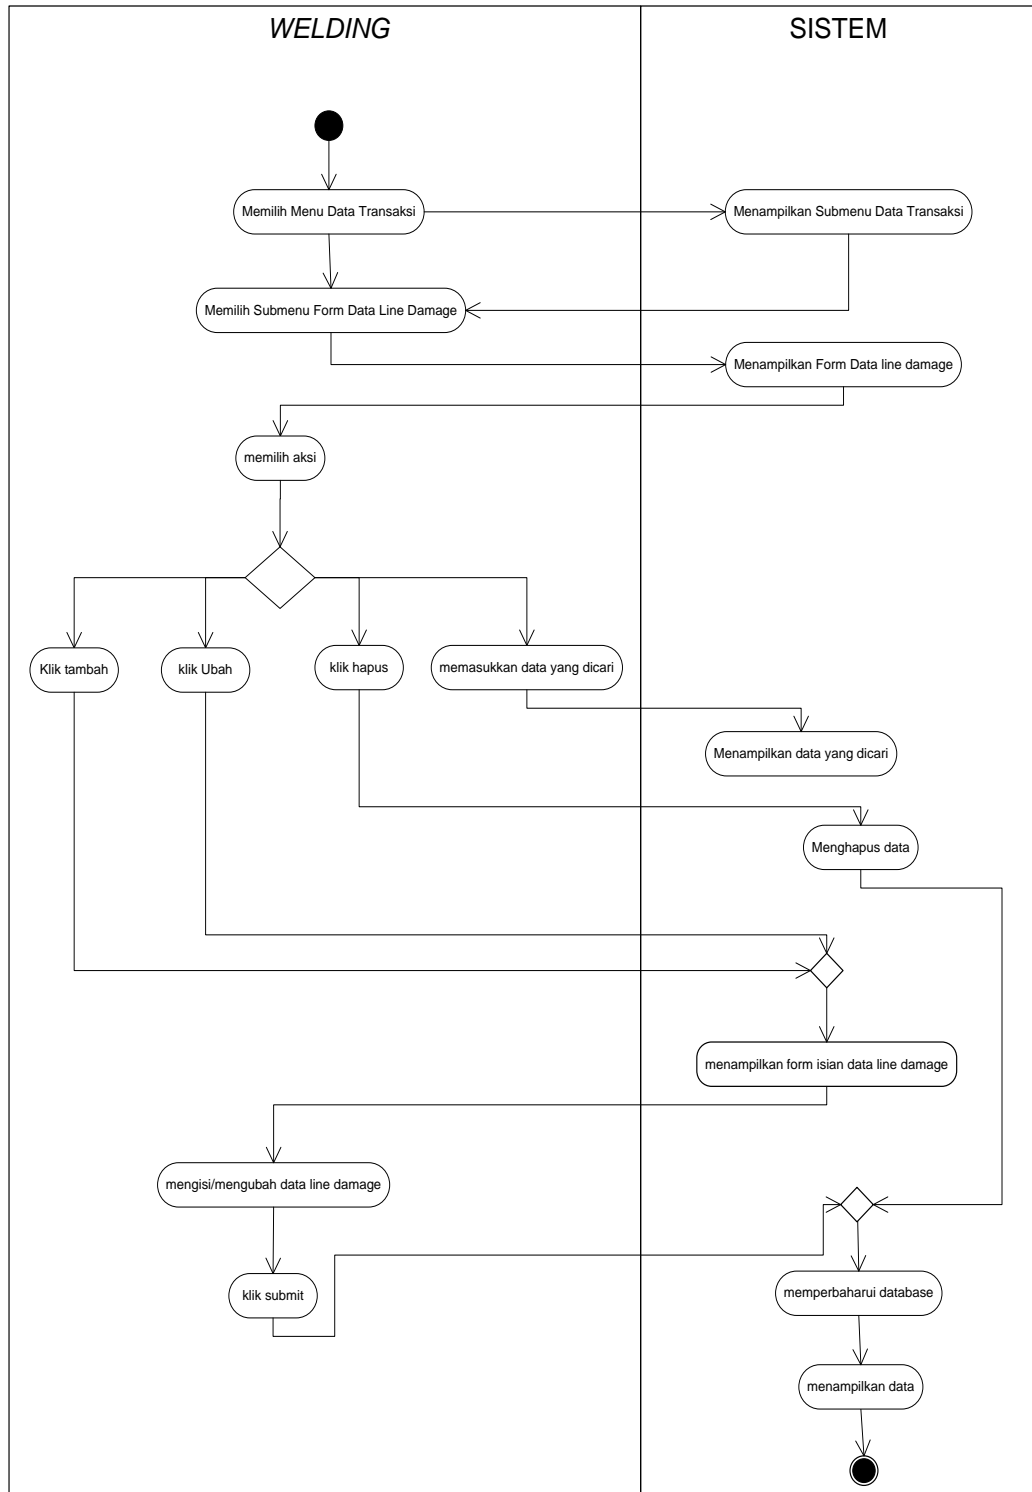 WELDING
SISTEM
Memilih Menu Data Transaksi
Menampilkan Submenu Data Transaksi
Memilih Submenu Form Data Line Damage
Menampilkan Form Data line damage
memilih aksi
Klik tambah
klik Ubah
klik hapus
memasukkan data yang dicari
Menampilkan data yang dicari
Menghapus data
menampilkan form isian data line damage
mengisi/mengubah data line damage
klik submit
memperbaharui database
menampilkan data